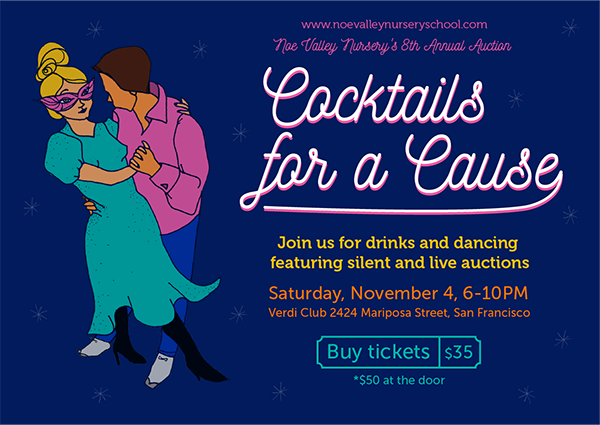 www.noevalleynurseryschool.com
Noe Valley Nursery's 8th Annual Auction
Cocktails
for a Cause
Join us for drinks and dancing
featuring silent and live auctions
Saturday, November 4, 6-10PM
Verdi Club 2424 Mariposa Street, San Francisco
Buy tickets $35
*$50 at the door